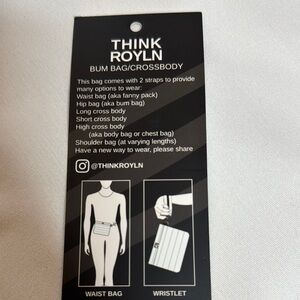 THINK
ROYLN
BUM BAG/CROSSBODY
This bag comes with 2 straps to provide
many options to wear:
Waist bag (aka fanny pack)
Hip bag (aka bum bag)
Long cross body
Short cross body
High cross body
(aka body bag or chest bag)
Shoulder bag (at varying lengths)
Have a new way to wear, please share
@THINKROYLN
WAIST BAG
WRISTLET